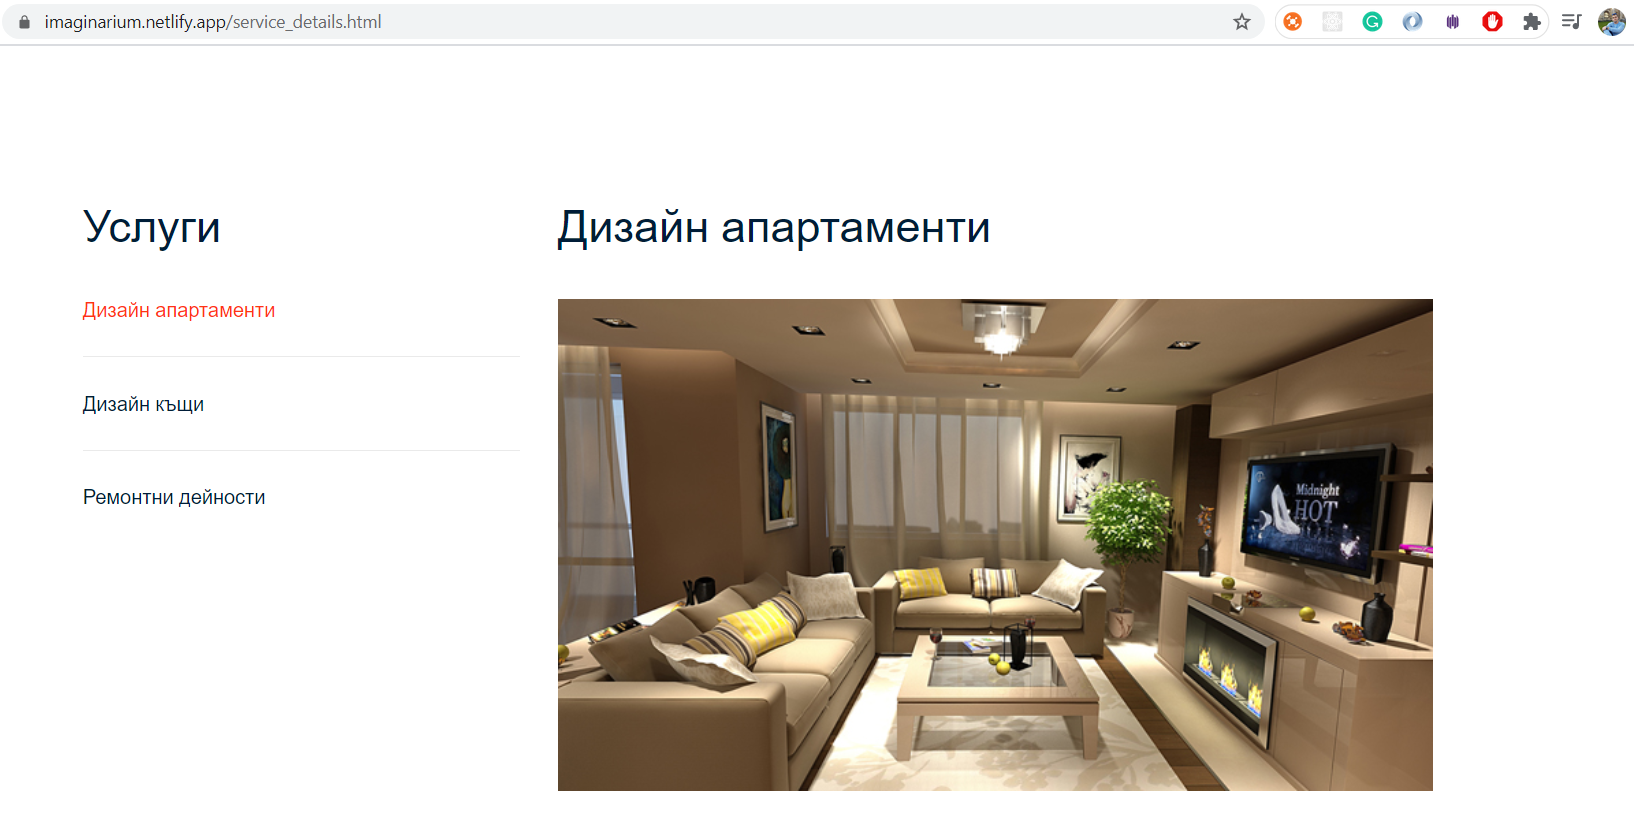 imaginarium.netlify.app/service_details.html
Услуги
Дизайн апартаменти
Дизайн къщи
Ремонтни дейности
Дизайн апартаменти
Midnight
HOT